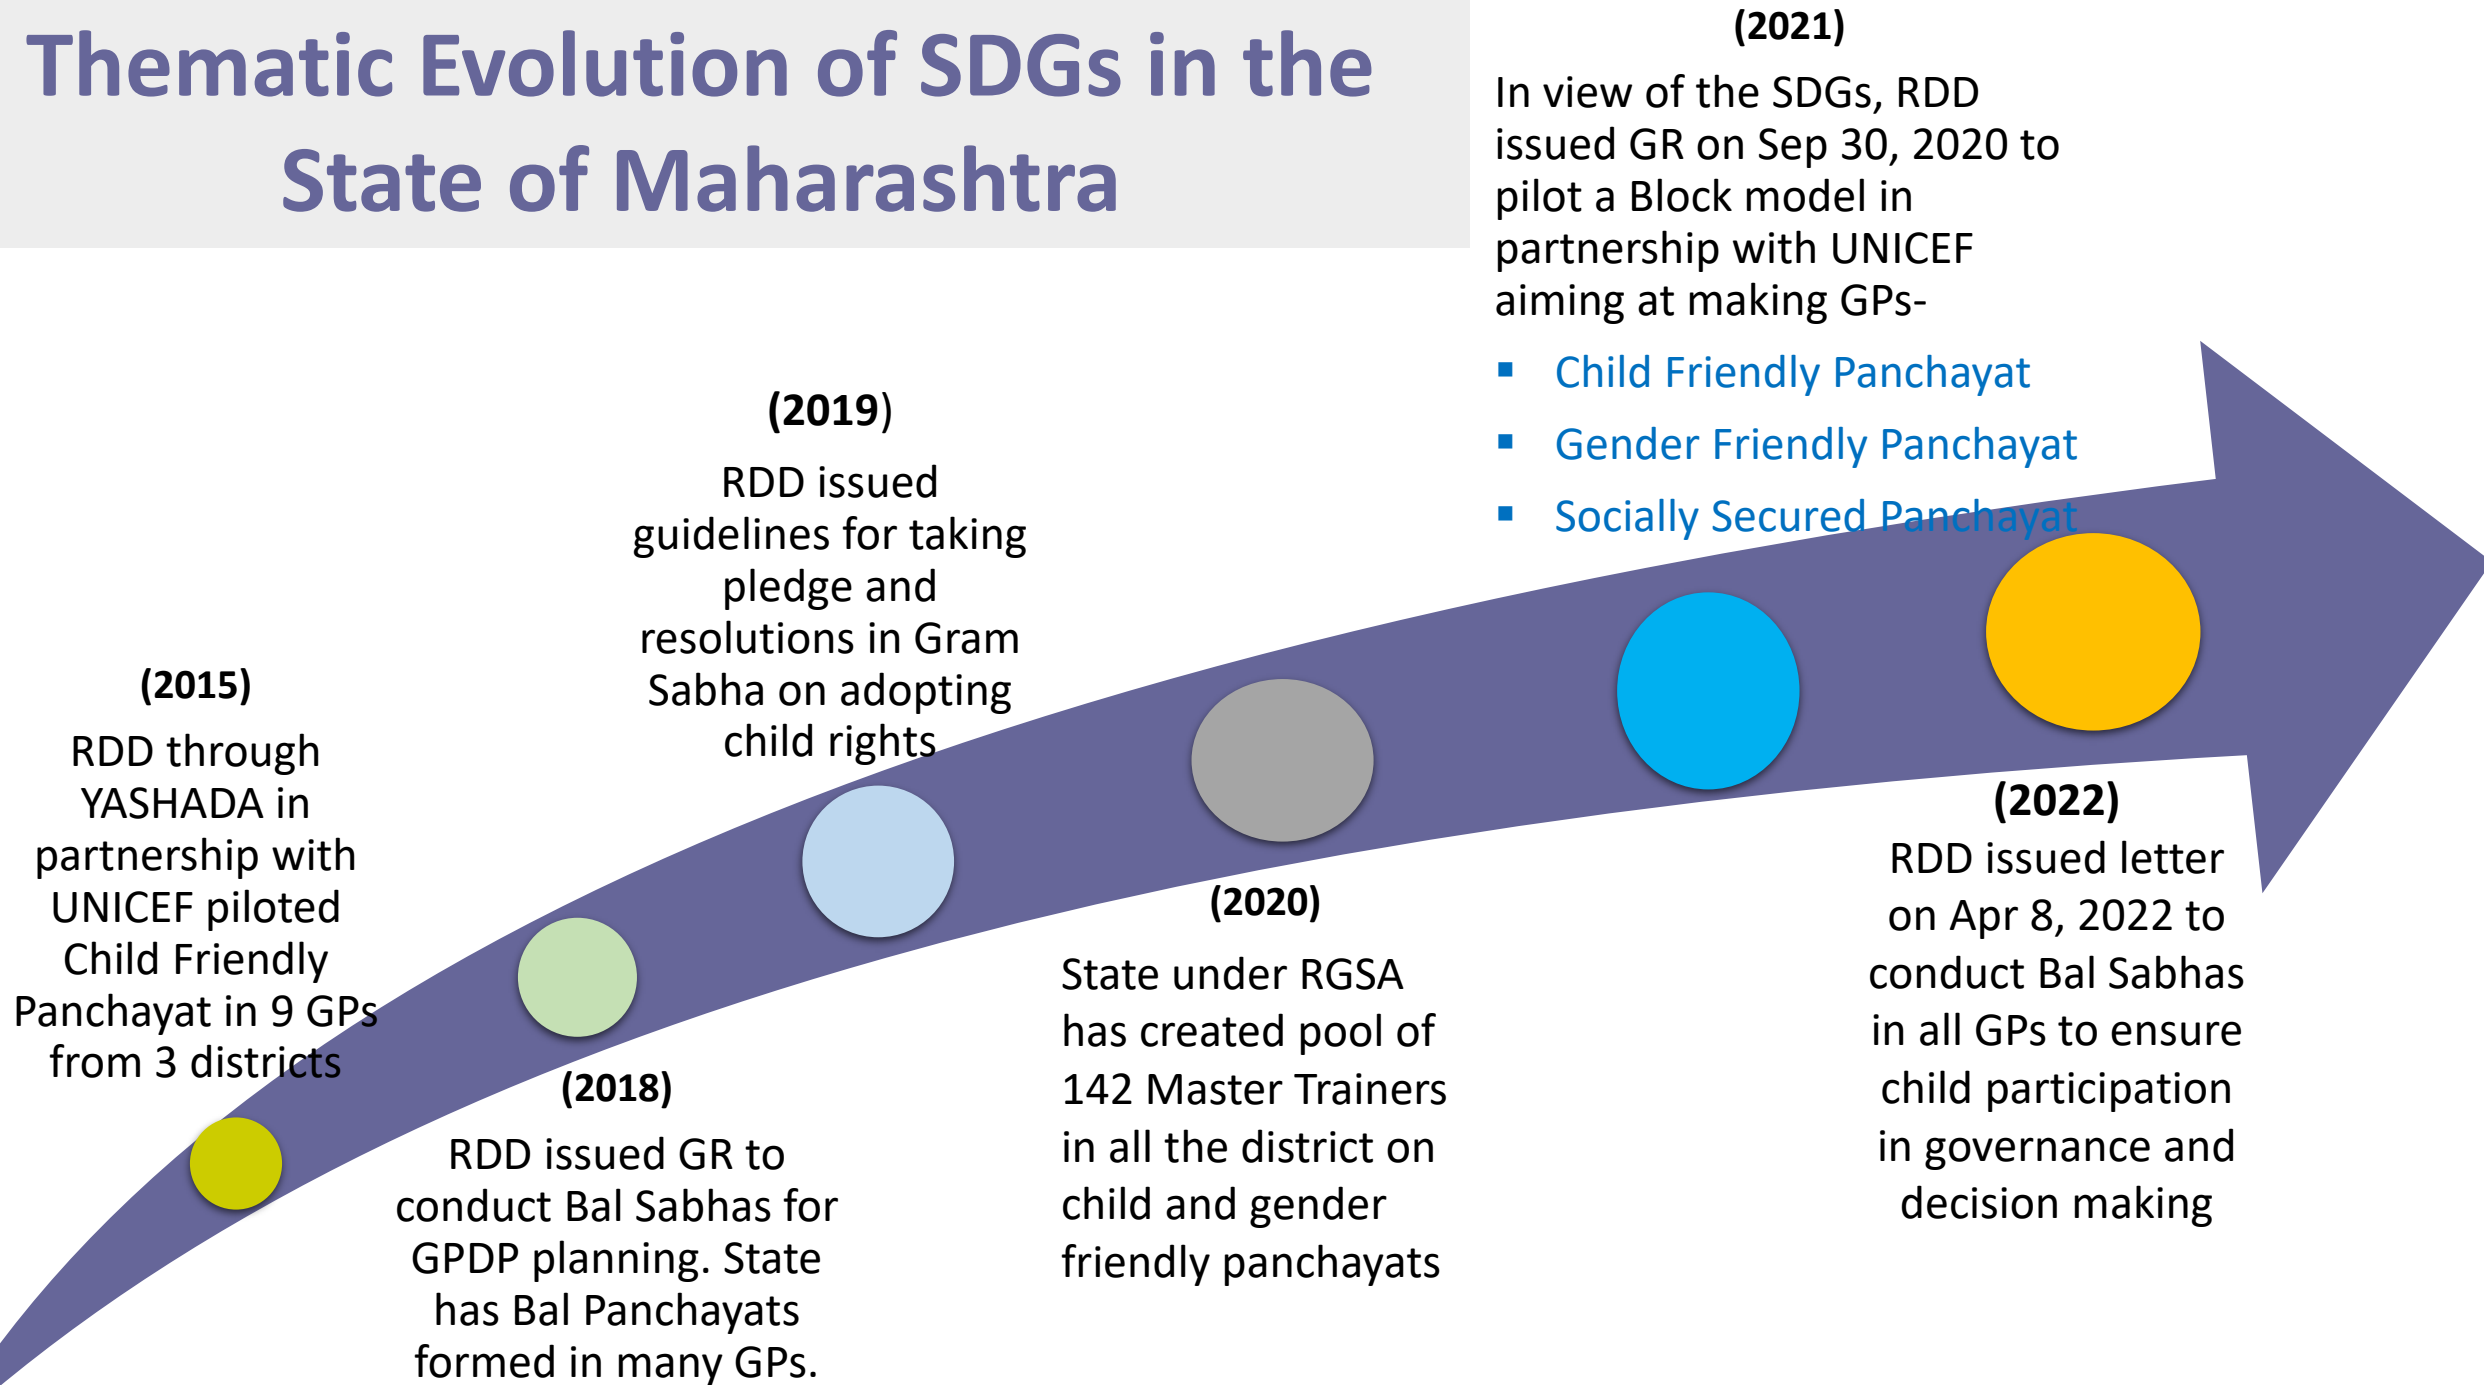 Thematic Evolution of SDGs in the
State of Maharashtra
(2015)
RDD through
YASHADA in
partnership with
UNICEF piloted
Child Friendly
Panchayat in 9 GPs
from 3 districts
(2018)
RDD issued GR to
conduct Bal Sabhas for
GPDP planning. State
has Bal Panchayats
formed in many GPs.
(2019)
RDD issued
guidelines for taking
pledge and
resolutions in Gram
Sabha on adopting
child rights
(2020)
State under RGSA
has created pool of
142 Master Trainers
in all the district on
child and gender
friendly panchayats
(2021)
In view of the SDGs, RDD
issued GR on Sep 30, 2020 to
pilot a Block model in
partnership with UNICEF
aiming at making GPs-
▪ Child Friendly Panchayat
▪ Gender Friendly Panchayat
▪ Socially Secured Panchayat
(2022)
RDD issued letter
on Apr 8, 2022 to
conduct Bal Sabhas
in all GPs to ensure
child participation
in governance and
decision making